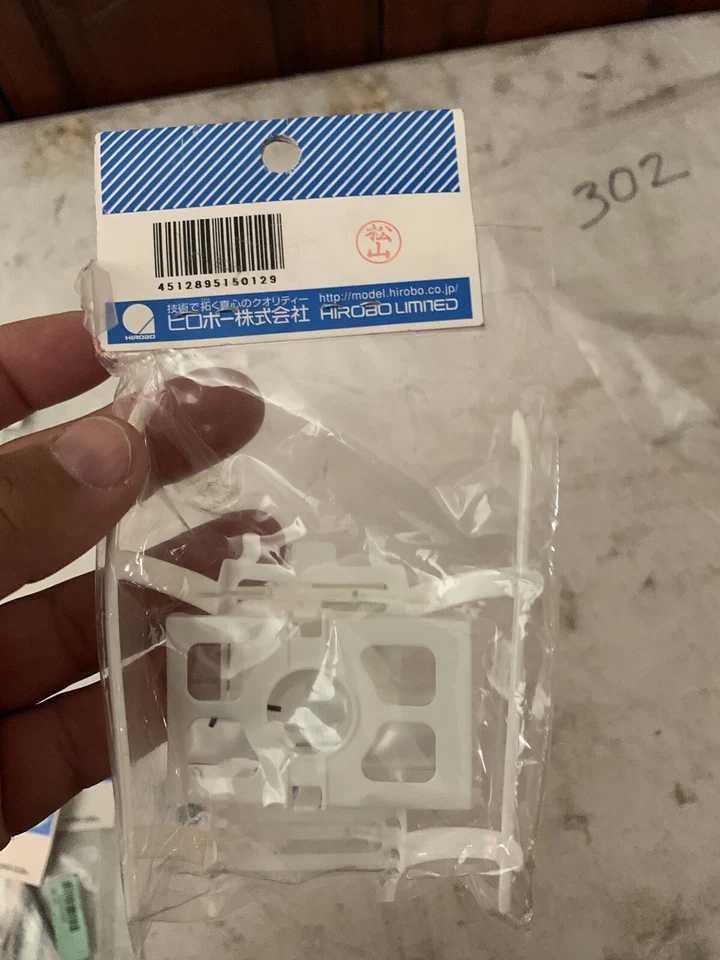 302
松山
4512895150129
技術で拓く真心のクオリティー http://model.hirobo.co.jp/
HIROBO ヒロボー株式会社 HIROBO LIMITED